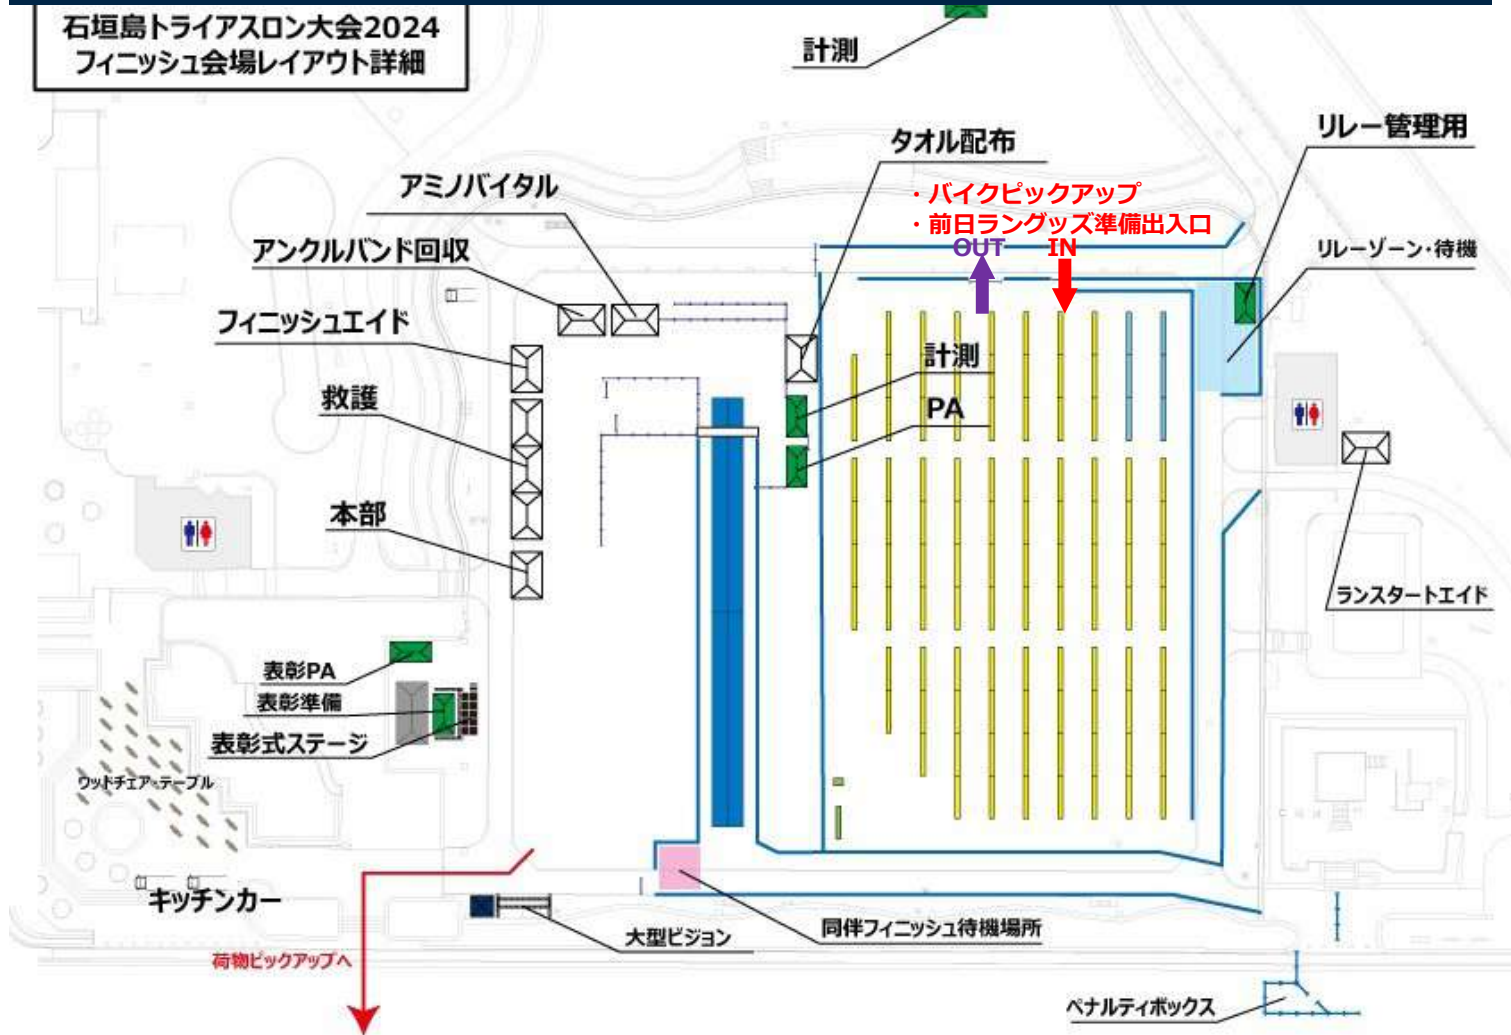 石垣島トライアスロン大会2024
フィニッシュ会場レイアウト詳細
計測
リレー管理用
タオル配布
アミノバイタル
・バイクピックアップ
・前日ラングッズ準備出入口
OUT
IN
リレーゾーン・待機
アンクルバンド回収
フィニッシュエイド
計測
救護
PA
本部
ランスタートエイド
表彰PA
表彰準備
表彰式ステージ
ウッドチェア・テーブル
キッチンカー
同伴フィニッシュ待機場所
大型ビジョン
荷物ピックアップへ
ペナルティボックス